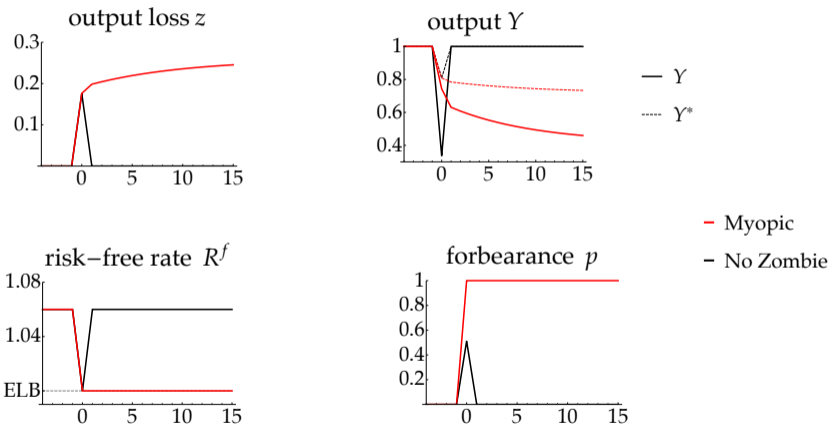 output loss z
0.3
0.2
0.1
0 5 10 15
output Y
1
0.8
0.6
0.4
0 5 10 15
Y
Y*
risk−free rate R^f
1.08
1.04
ELB
0 5 10 15
forbearance p
1
0.8
0.6
0.4
0.2
0 5 10 15
Myopic
No Zombie